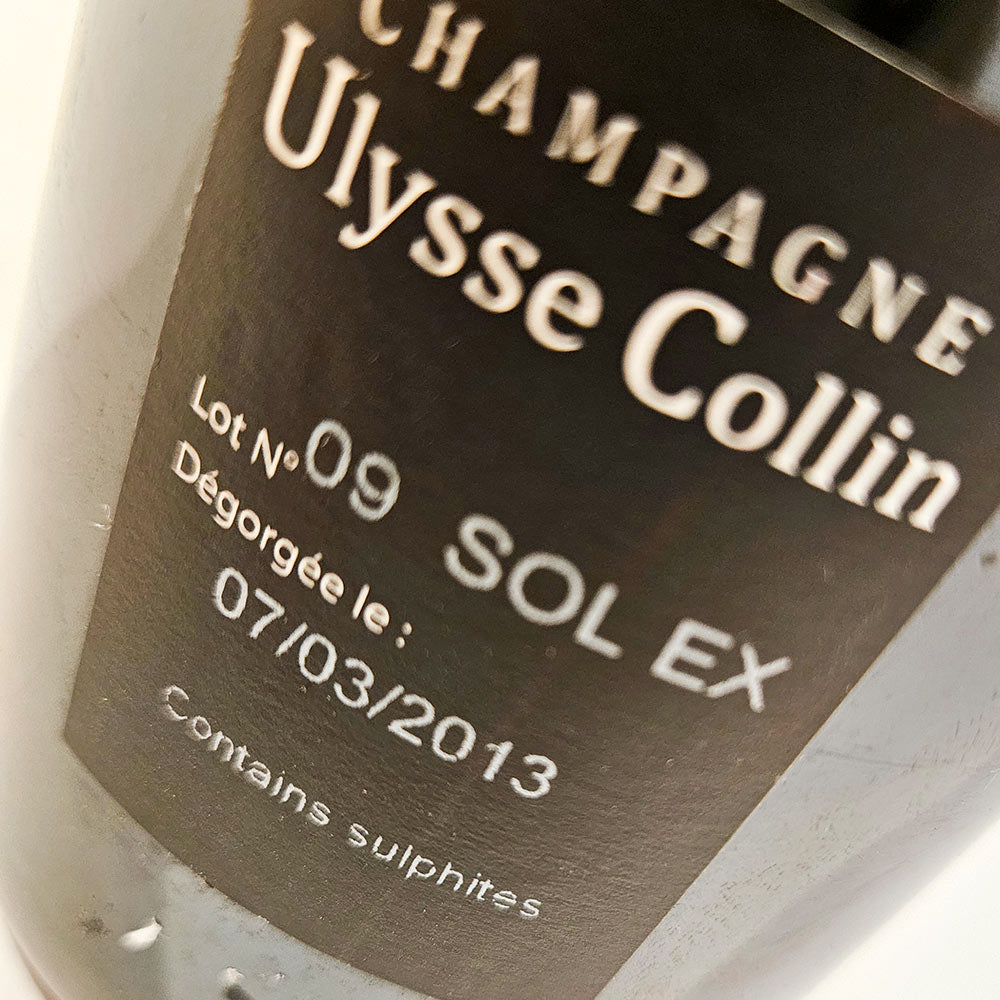 CHAMPAGNE
Ulysse Collin
Lot N° 09 SOL EX
Dégorgée le :
07/03/2013
Contains sulphites